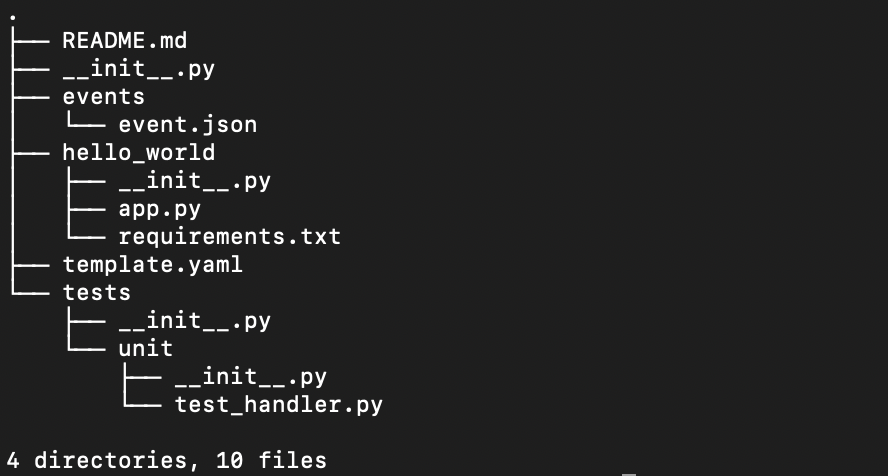 .
├── README.md
├── __init__.py
├── events
│   └── event.json
├── hello_world
│   ├── __init__.py
│   ├── app.py
│   └── requirements.txt
├── template.yaml
└── tests
    ├── __init__.py
    └── unit
        ├── __init__.py
        └── test_handler.py

4 directories, 10 files